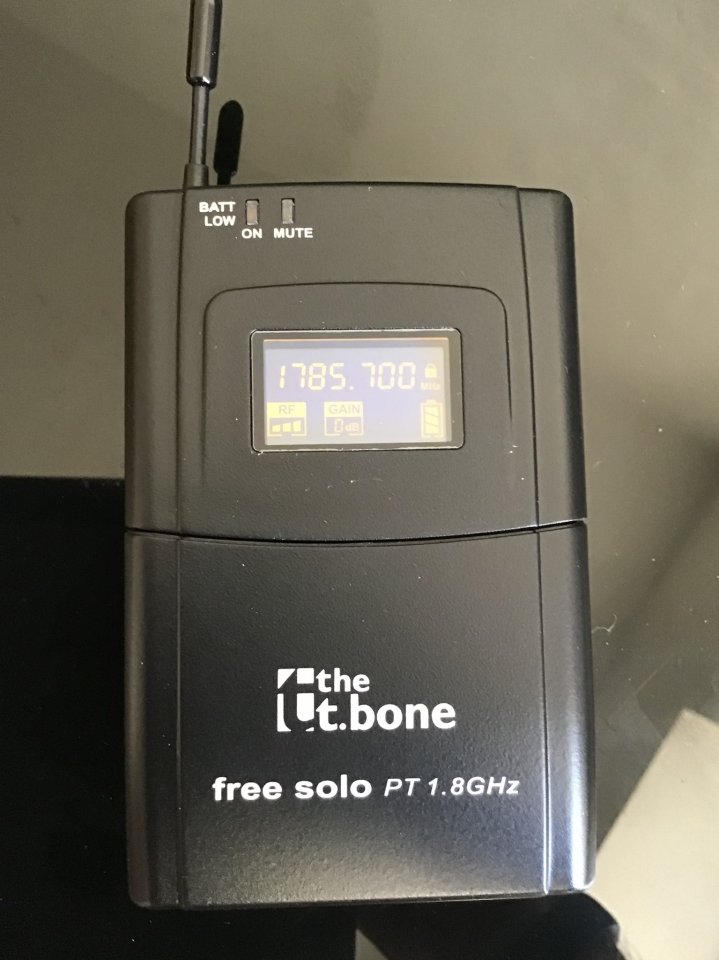 BATT
LOW
ON MUTE
1785.700 MHz
RF GAIN
0dB
the
t.bone
free solo PT 1.8GHz